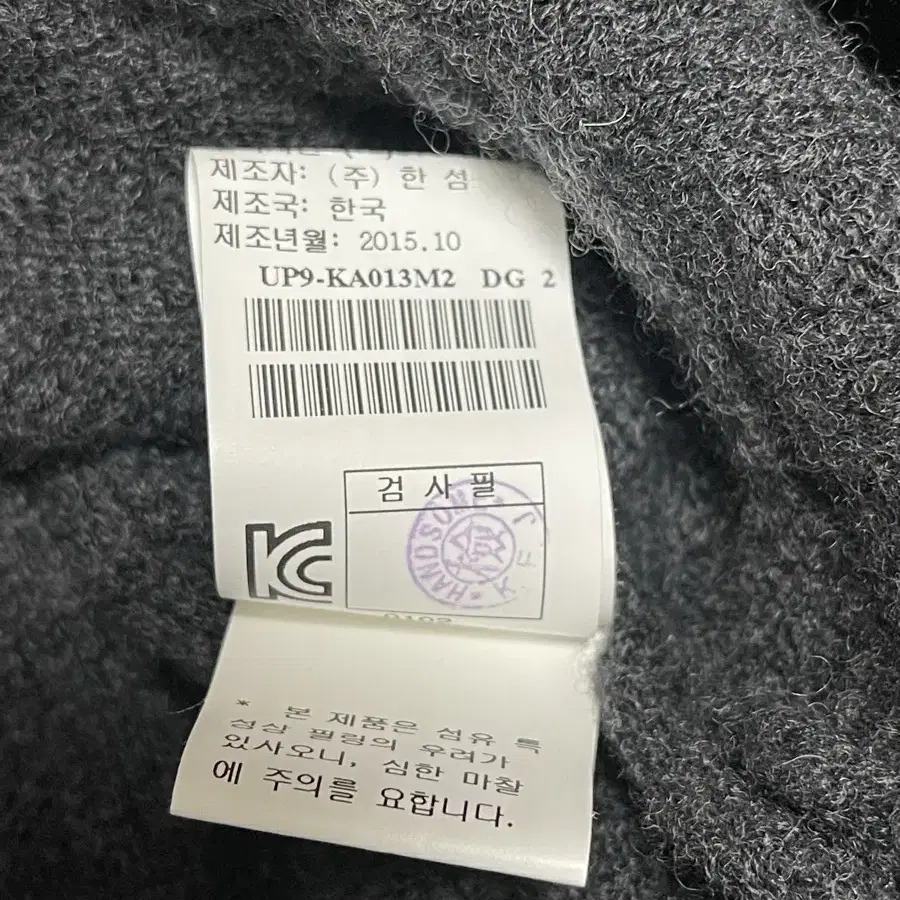 제조자: (주) 한 섬
제조국: 한국
제조년월: 2015.10
UP9-KA013M2 DG 2
검 사 필
HANDSOME
KC
* 본 제품은 섬유 특
성상 필링의 우려가
있사오니, 심한 마찰
에 주의를 요합니다.